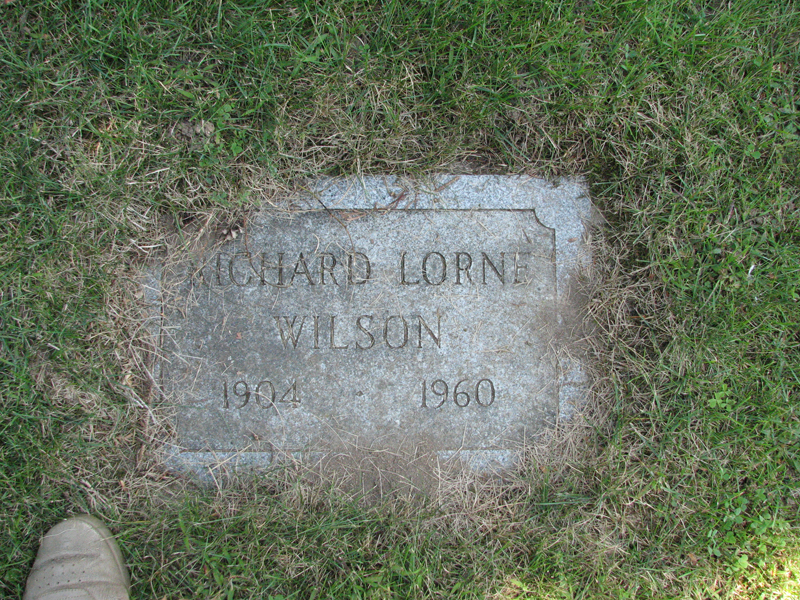 RICHARD LORNE
WILSON
1904 · 1960